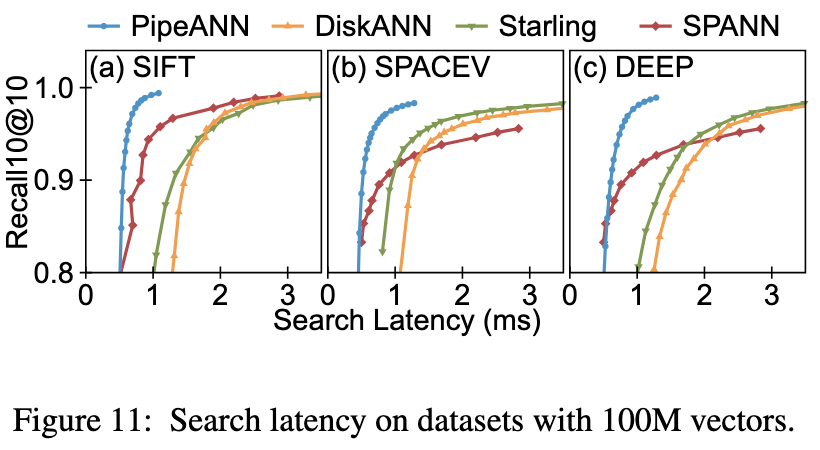 PipeANN DiskANN Starling SPANN
(a) SIFT (b) SPACEV (c) DEEP
Recall10@10
1.0
0.9
0.8
0 1 2 3 0 1 2 3 0 1 2 3
Search Latency (ms)
Figure 11: Search latency on datasets with 100M vectors.